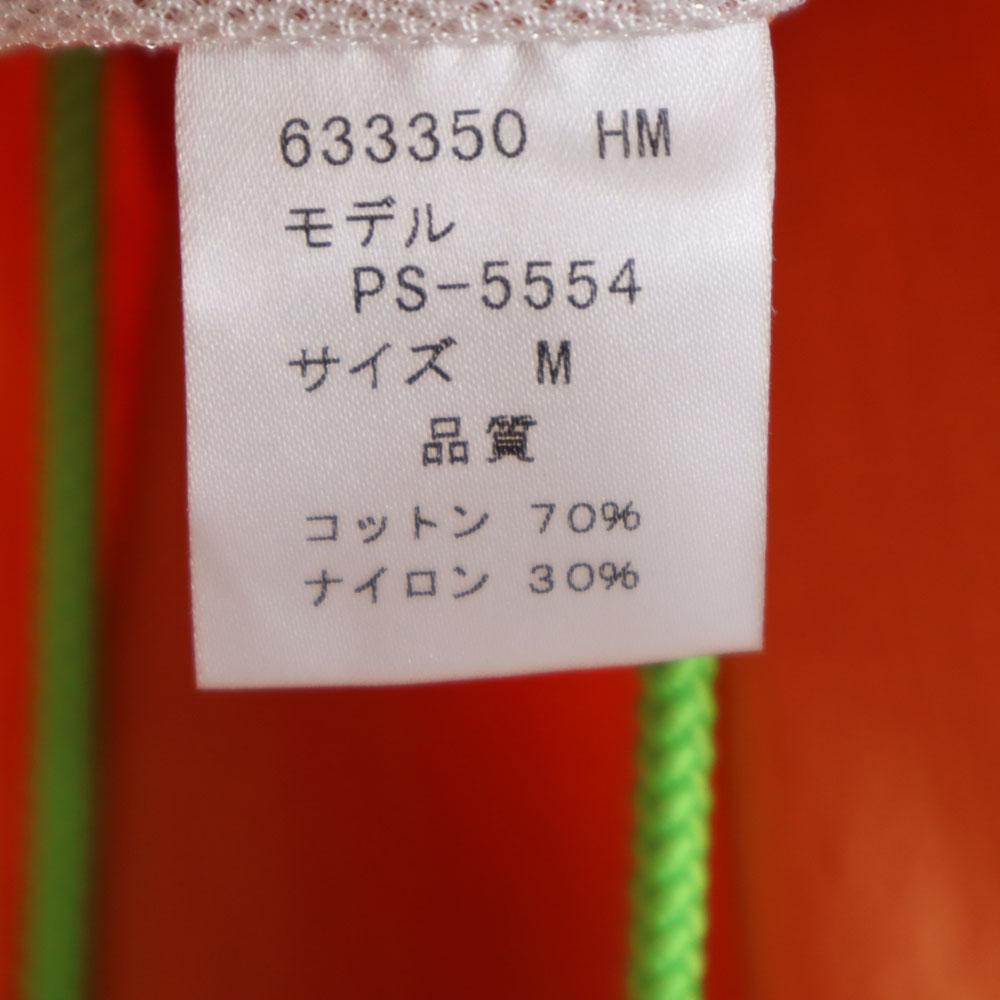 633350 HM
モデル
PS-5554
サイズ M
品質
コットン 70%
ナイロン 30%